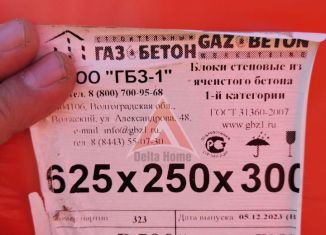 СТРОИТЕЛЬНЫЙ
ГАЗ БЕТОН GAZ BETON
ООО "ГБЗ-1"
Блоки стеновые из
ячеистого бетона
1-й категории
тел. 8 (800) 700-95-68
404106, Волгоградская обл.,
Волжский, ул. Александрова, 48.
ГОСТ 31360-2007
www.gbz1.ru
e-mail info@gbz1.ru
тел. 8 (8443) 55-07-30
Delta Home
625x250x300
323
Дата выпуска 05.12.2023